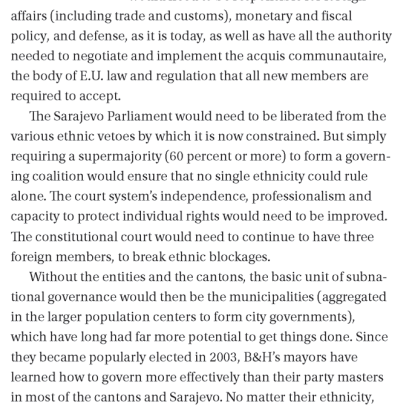 affairs (including trade and customs), monetary and fiscal
policy, and defense, as it is today, as well as have all the authority
needed to negotiate and implement the acquis communautaire,
the body of E.U. law and regulation that all new members are
required to accept.
The Sarajevo Parliament would need to be liberated from the
various ethnic vetoes by which it is now constrained. But simply
requiring a supermajority (60 percent or more) to form a govern-
ing coalition would ensure that no single ethnicity could rule
alone. The court system's independence, professionalism and
capacity to protect individual rights would need to be improved.
The constitutional court would need to continue to have three
foreign members, to break ethnic blockages.
Without the entities and the cantons, the basic unit of subna-
tional governance would then be the municipalities (aggregated
in the larger population centers to form city governments),
which have long had far more potential to get things done. Since
they became popularly elected in 2003, B&H's mayors have
learned how to govern more effectively than their party masters
in most of the cantons and Sarajevo. No matter their ethnicity,